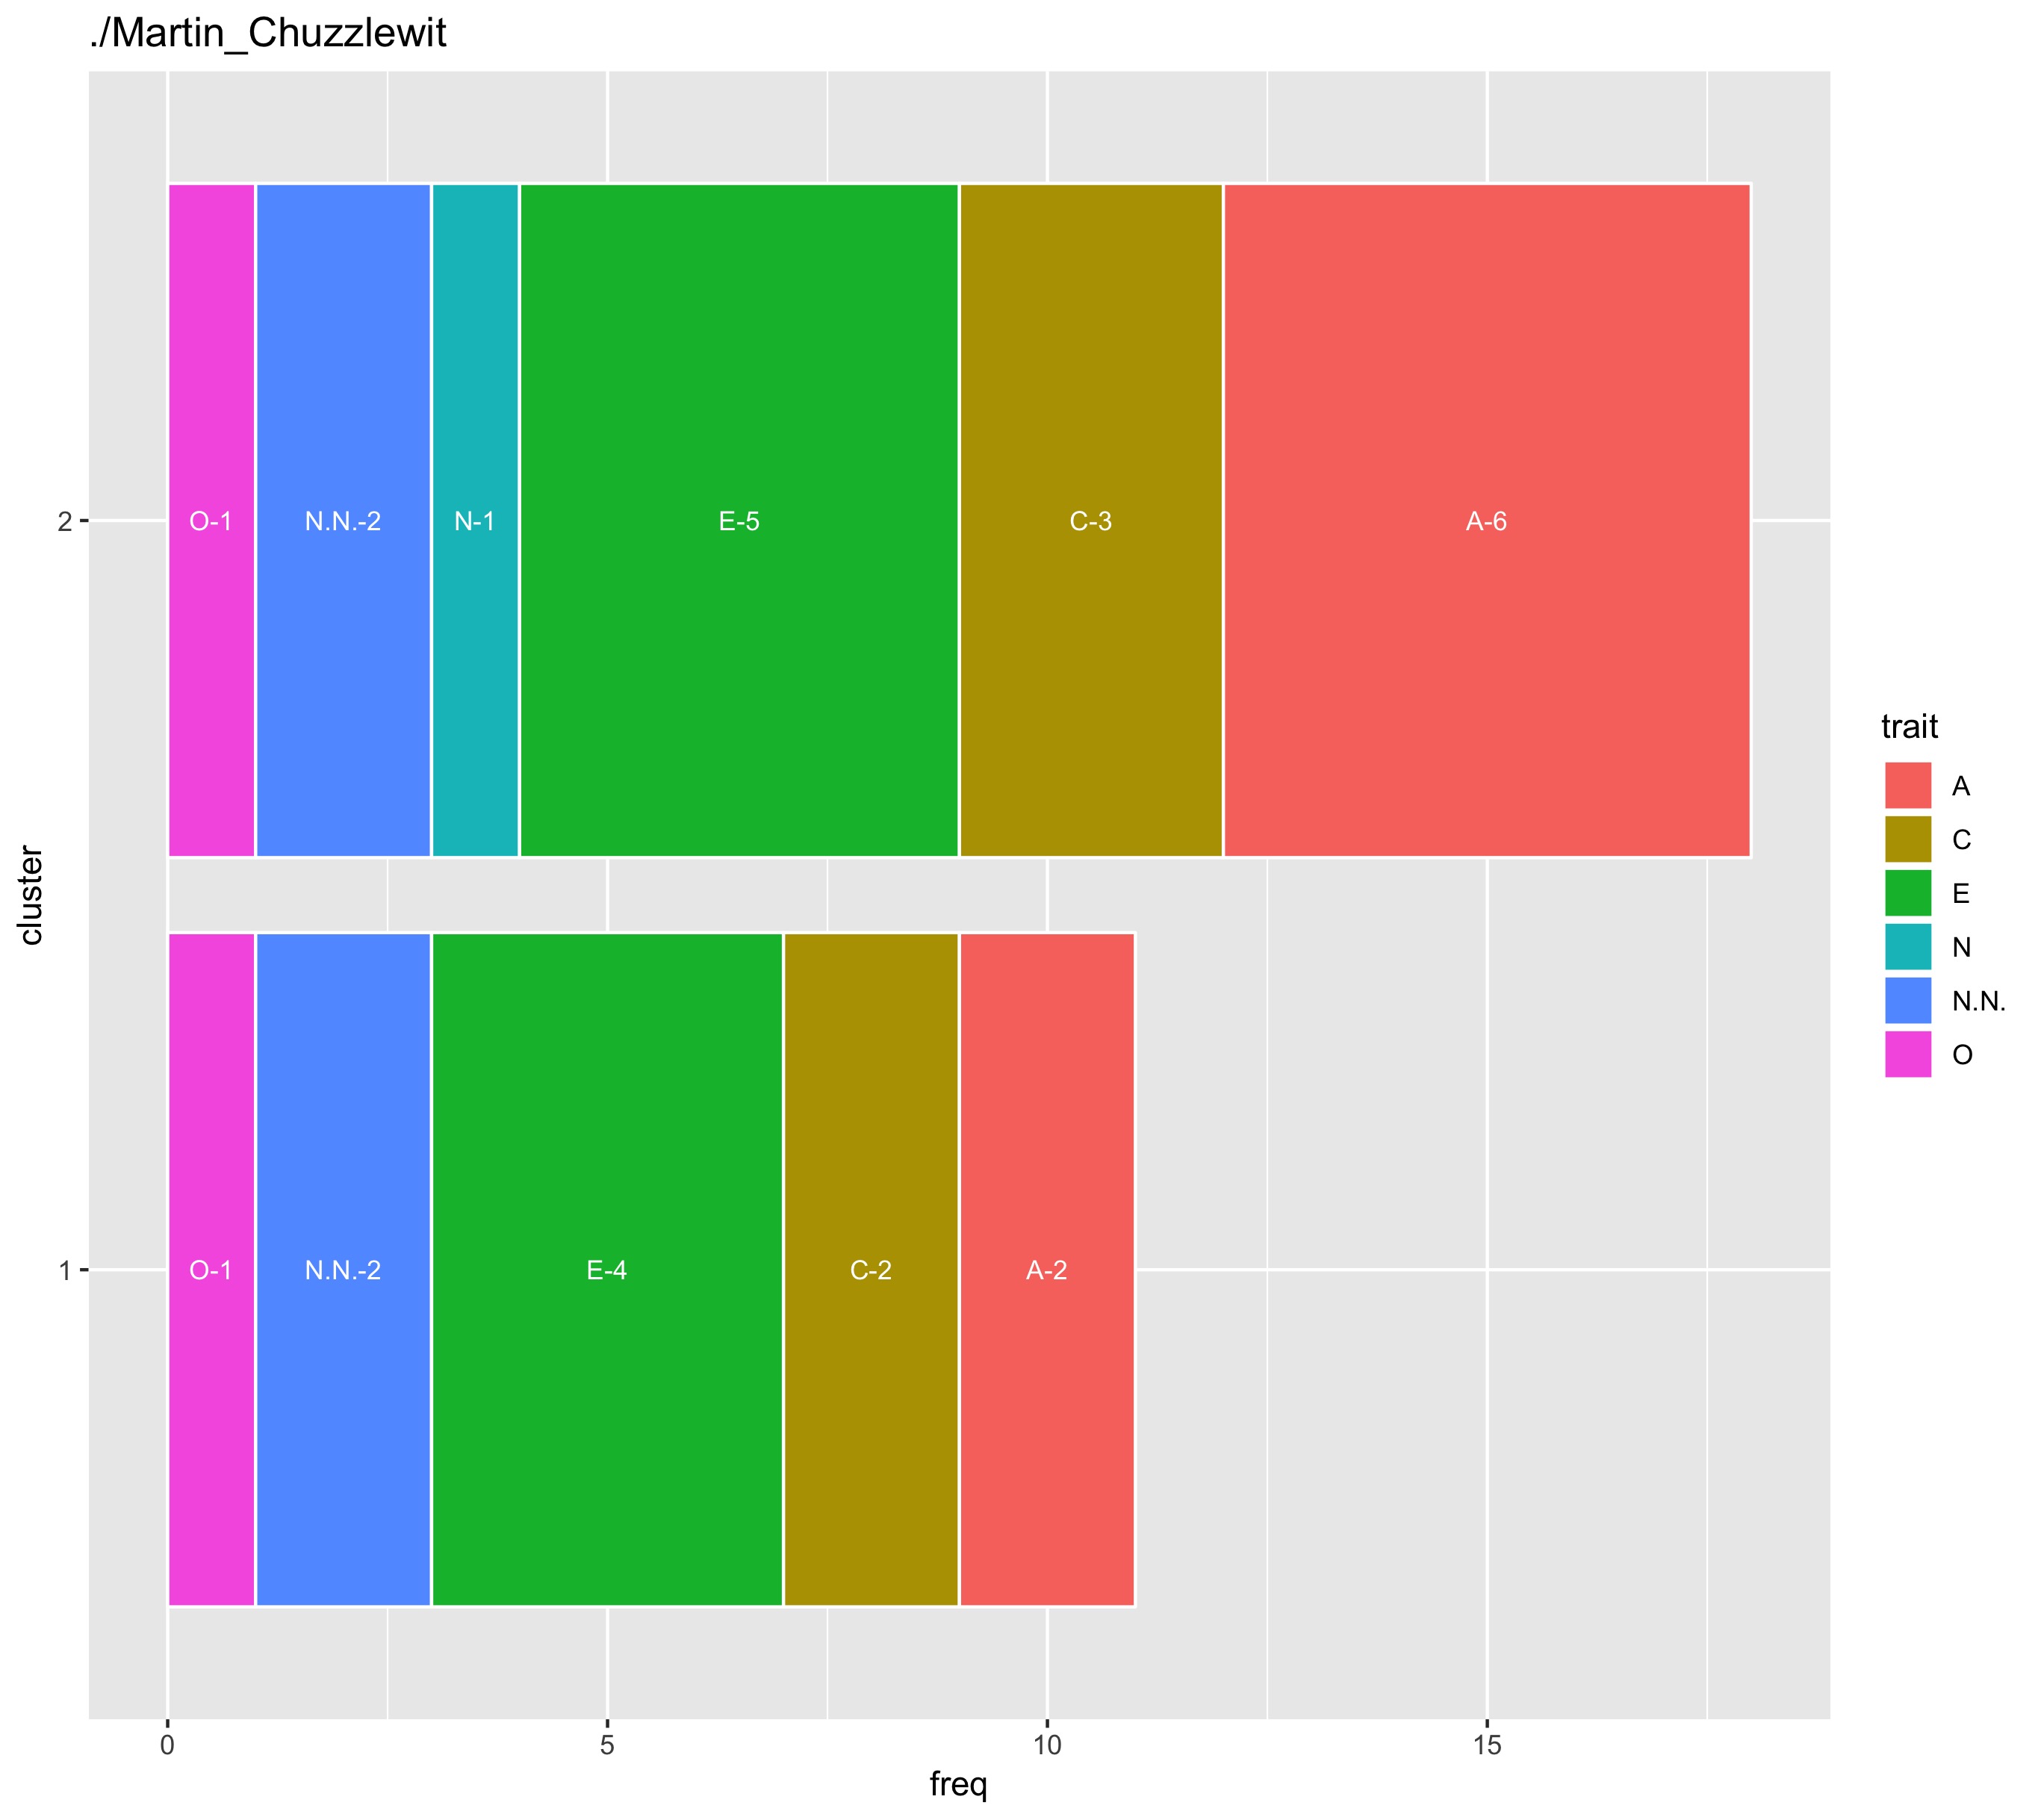 ./Martin_Chuzzlewit
2
O-1 N.N.-2 N-1 E-5 C-3 A-6
cluster
1
O-1 N.N.-2 E-4 C-2 A-2
0 5 10 15
freq
trait
A
C
E
N
N.N.
O